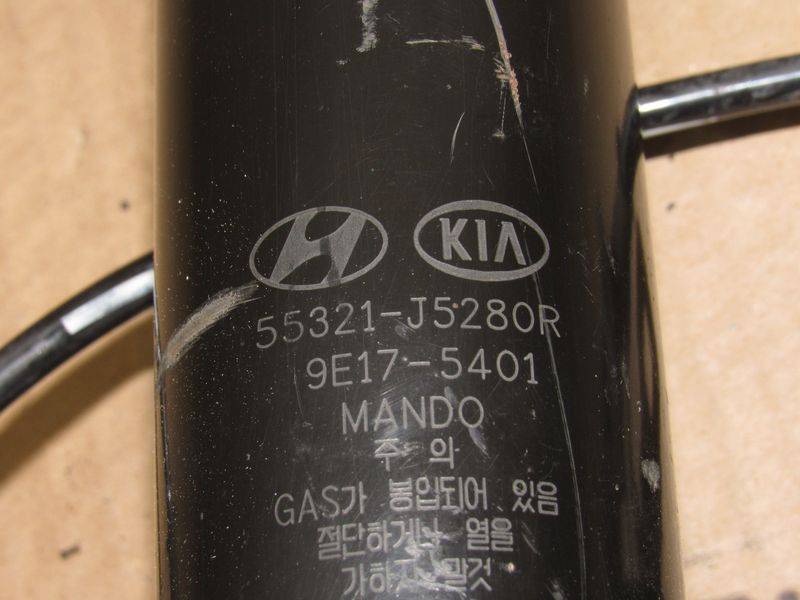 KIA
55321-J5280R
9E17-5401
MANDO
주 의
GAS가 봉입되어 있음
절단하게나 열을
가하지 말것